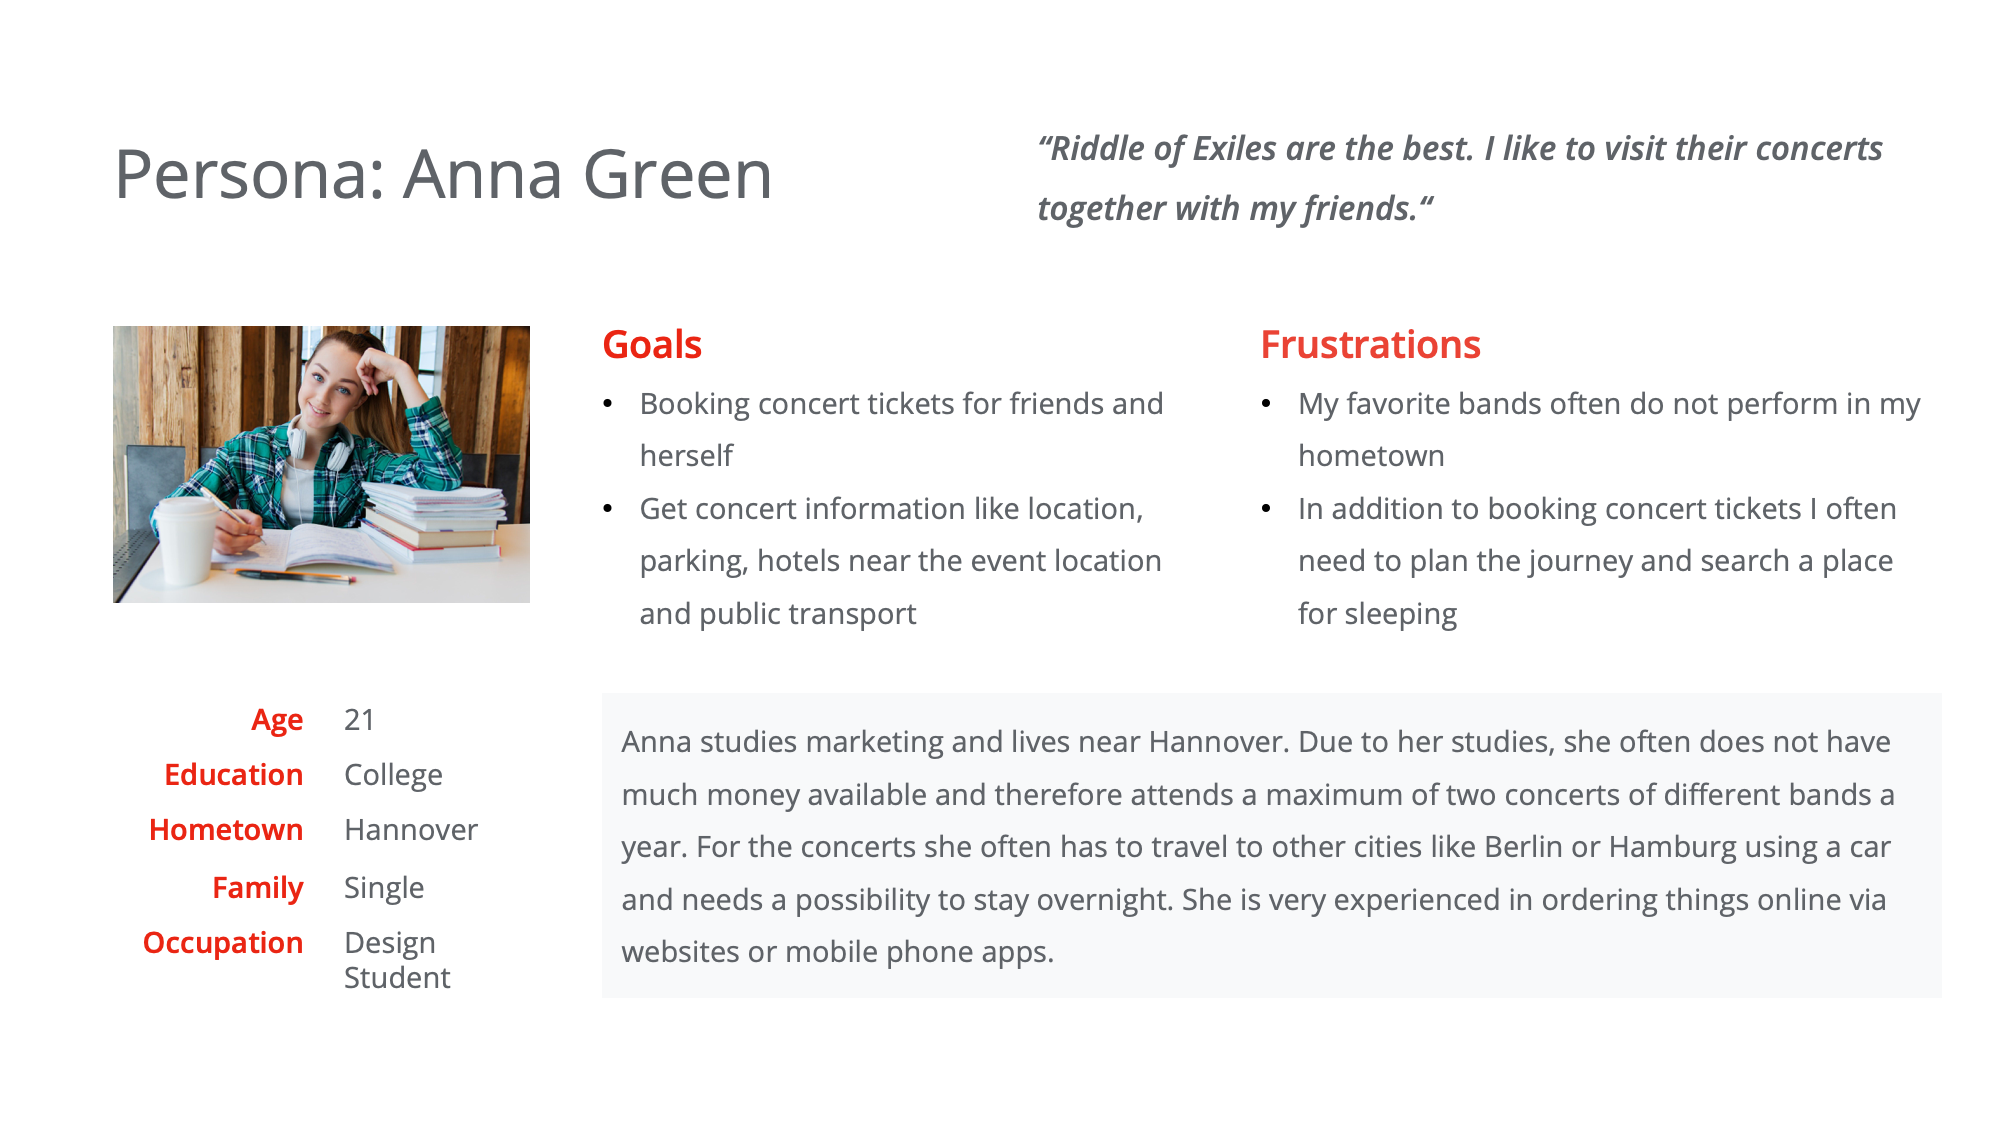 Persona: Anna Green
“Riddle of Exiles are the best. I like to visit their concerts
together with my friends.“
Goals
• Booking concert tickets for friends and
herself
• Get concert information like location,
parking, hotels near the event location
and public transport
Frustrations
• My favorite bands often do not perform in my
hometown
• In addition to booking concert tickets I often
need to plan the journey and search a place
for sleeping
Age 21
Education College
Hometown Hannover
Family Single
Occupation Design
Student
Anna studies marketing and lives near Hannover. Due to her studies, she often does not have
much money available and therefore attends a maximum of two concerts of different bands a
year. For the concerts she often has to travel to other cities like Berlin or Hamburg using a car
and needs a possibility to stay overnight. She is very experienced in ordering things online via
websites or mobile phone apps.